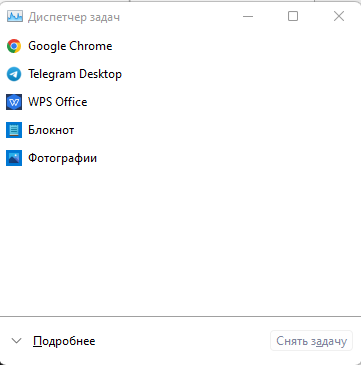 Диспетчер задач
Google Chrome
Telegram Desktop
WPS Office
Блокнот
Фотографии
Подробнее
Снять задачу